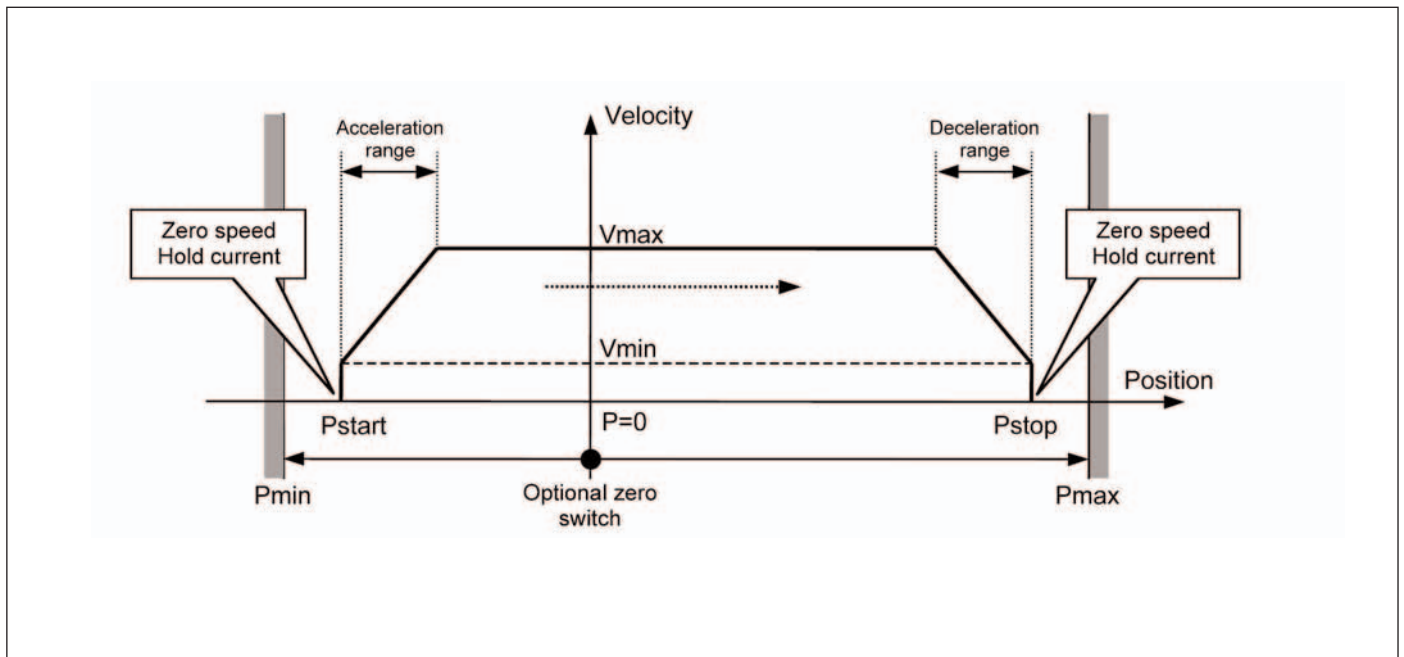 Velocity
Acceleration
range
Deceleration
range
Zero speed
Hold current
Zero speed
Hold current
Vmax
Vmin
Position
Pstart
P=0
Pstop
Pmin
Optional zero
switch
Pmax